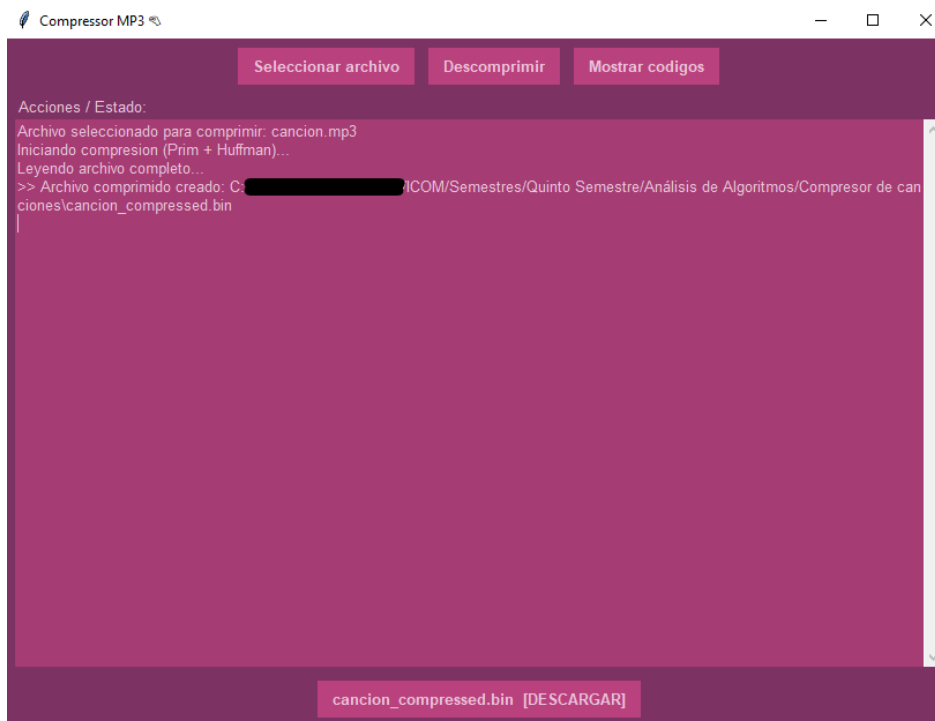 Compressor MP3
Seleccionar archivo Descomprimir Mostrar codigos
Acciones / Estado:
Archivo seleccionado para comprimir: cancion.mp3
Iniciando compresion (Prim + Huffman)...
Leyendo archivo completo...
>> Archivo comprimido creado: C: /ICOM/Semestres/Quinto Semestre/Análisis de Algoritmos/Compresor de can
ciones\cancion_compressed.bin
cancion_compressed.bin [DESCARGAR]